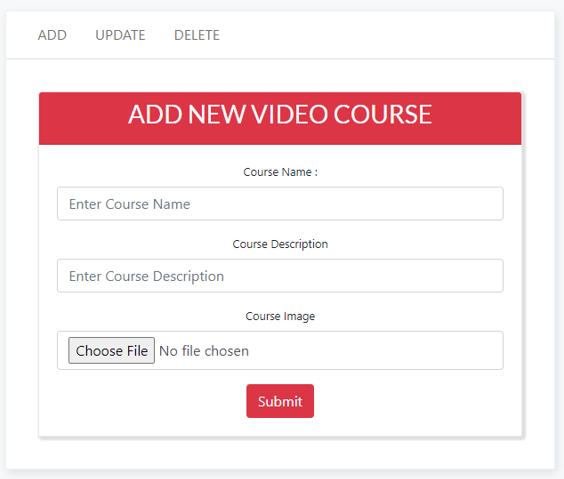 ADD UPDATE DELETE
ADD NEW VIDEO COURSE
Course Name :
Enter Course Name
Course Description
Enter Course Description
Course Image
Choose File No file chosen
Submit